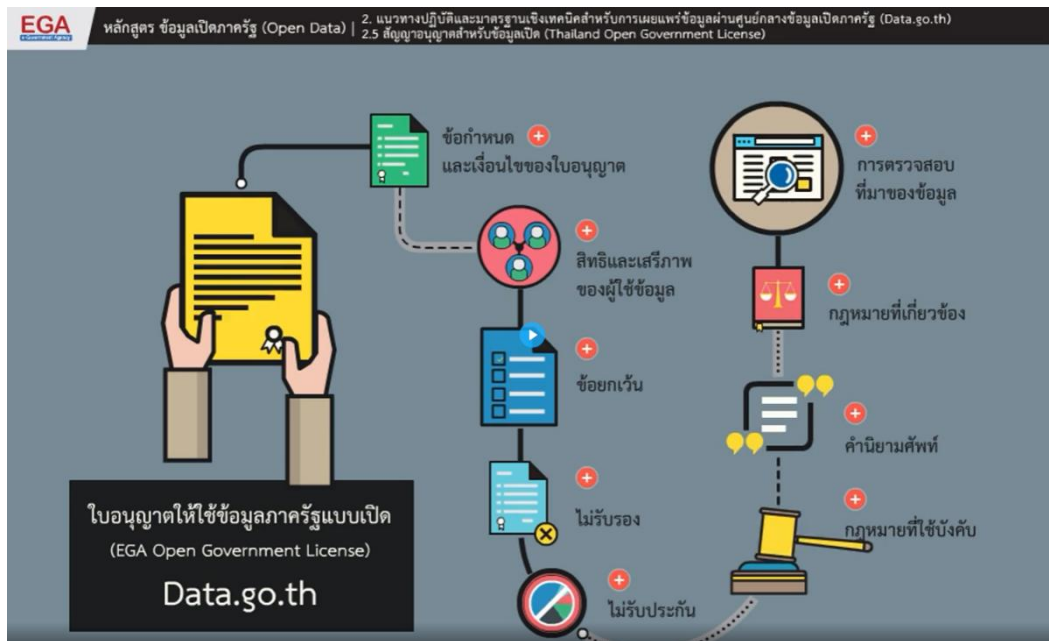 EGA
e-Government Agency
หลักสูตร ข้อมูลเปิดภาครัฐ (Open Data) |
2. แนวทางปฏิบัติและมาตรฐานเชิงเทคนิคสำหรับการเผยแพร่ข้อมูลผ่านศูนย์กลางข้อมูลเปิดภาครัฐ (Data.go.th)
2.5 สัญญาอนุญาตสำหรับข้อมูลเปิด (Thailand Open Government License)
ข้อกำหนด
และเงื่อนไขของใบอนุญาต
สิทธิและเสรีภาพ
ของผู้ใช้ข้อมูล
ข้อยกเว้น
ไม่รับรอง
ไม่รับประกัน
การตรวจสอบ
ที่มาของข้อมูล
กฎหมายที่เกี่ยวข้อง
คำนิยามศัพท์
กฎหมายที่ใช้บังคับ
ใบอนุญาตให้ใช้ข้อมูลภาครัฐแบบเปิด
(EGA Open Government License)
Data.go.th